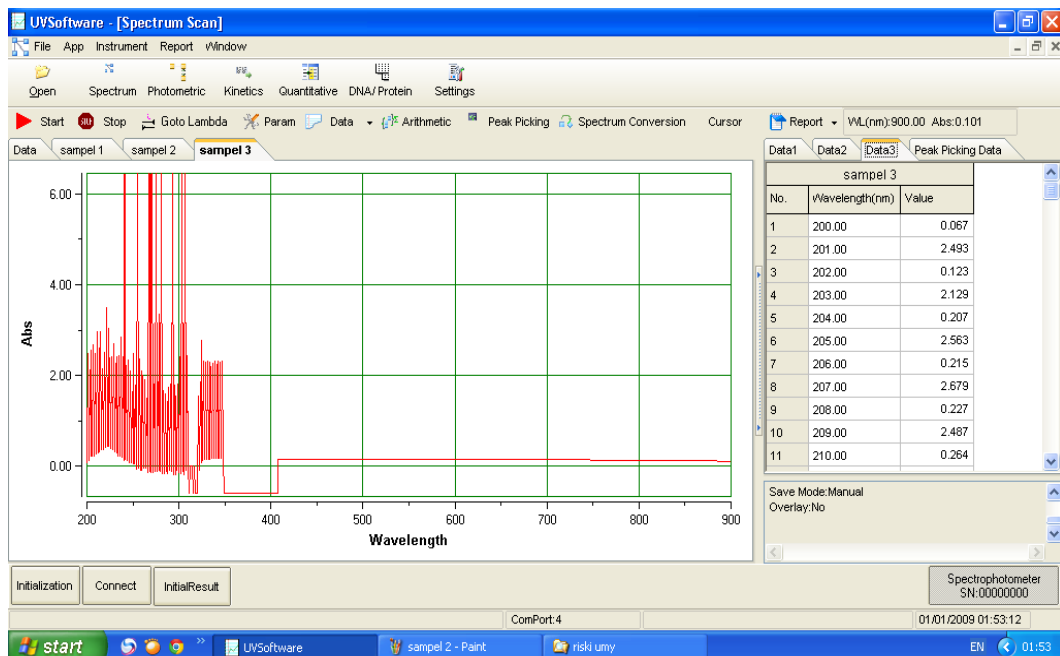 UVSoftware - [Spectrum Scan]
File App Instrument Report Window
Open Spectrum Photometric Kinetics Quantitative DNA/Protein Settings
Start Stop Goto Lambda Param Data Arithmetic Peak Picking Spectrum Conversion Cursor Report WL(nm):900.00 Abs:0.101
Data sampel 1 sampel 2 sampel 3
Data1 Data2 Data3 Peak Picking Data
sampel 3
No. Wavelength(nm) Value
1 200.00 0.067
2 201.00 2.493
3 202.00 0.123
4 203.00 2.129
5 204.00 0.207
6 205.00 2.563
7 206.00 0.215
8 207.00 2.679
9 208.00 0.227
10 209.00 2.487
11 210.00 0.264
6.00
4.00
2.00
0.00
Abs
200 300 400 500 600 700 800 900
Wavelength
Save Mode:Manual
Overlay:No
Initialization Connect InitialResult
Spectrophotometer
SN:00000000
ComPort:4 01/01/2009 01:53:12
start UVSoftware sampel 2 - Paint riski umy EN 01:53